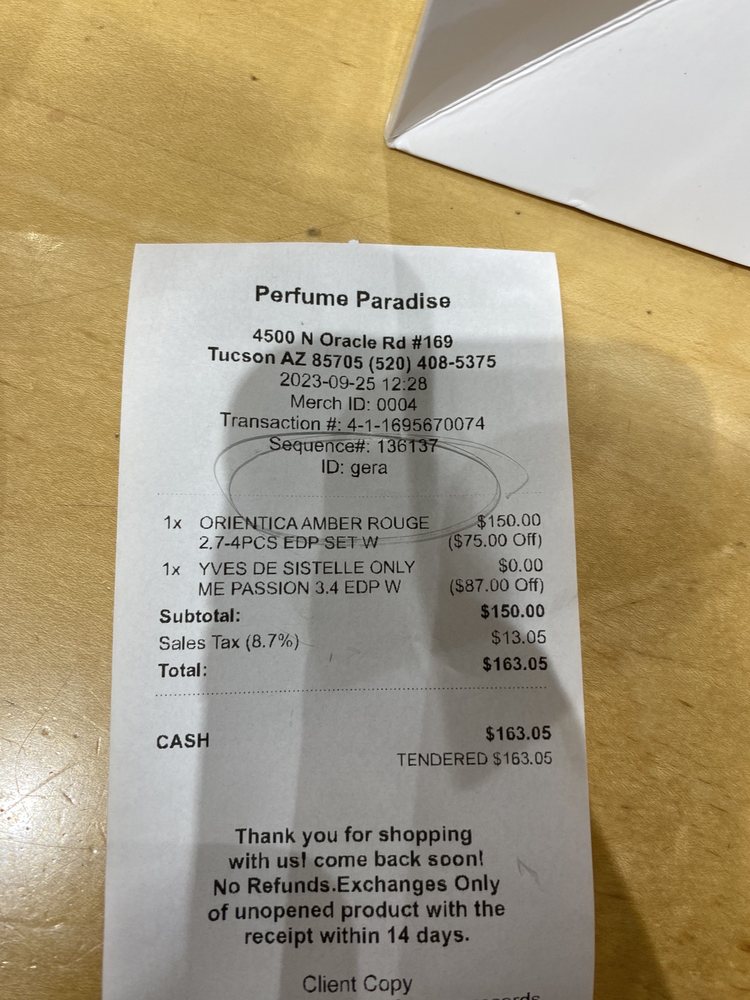 Perfume Paradise
4500 N Oracle Rd #169
Tucson AZ 85705 (520) 408-5375
2023-09-25 12:28
Merch ID: 0004
Transaction #: 4-1-1695670074
Sequence#: 136137
ID: gera
1x ORIENTICA AMBER ROUGE $150.00
2.7-4PCS EDP SET W ($75.00 Off)
1x YVES DE SISTELLE ONLY $0.00
ME PASSION 3.4 EDP W ($87.00 Off)
Subtotal: $150.00
Sales Tax (8.7%) $13.05
Total: $163.05
CASH $163.05
TENDERED $163.05
Thank you for shopping
with us! come back soon!
No Refunds.Exchanges Only
of unopened product with the
receipt within 14 days.
Client Copy